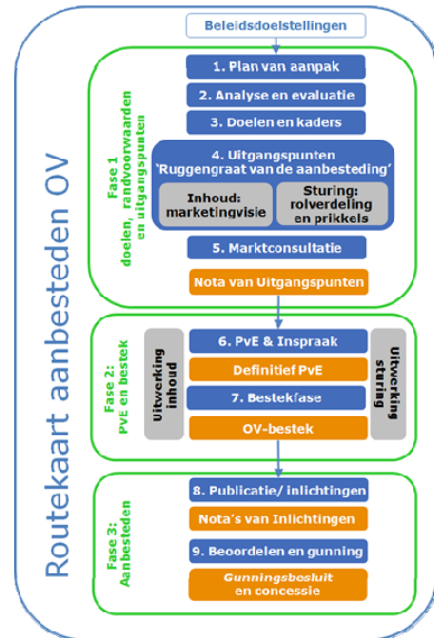 Routekaart aanbesteden OV
Beleidsdoelstellingen
Fase 1
doelen, randvoorwaarden
en uitgangspunten
1. Plan van aanpak
2. Analyse en evaluatie
3. Doelen en kaders
4. Uitgangspunten
'Ruggengraat van de aanbesteding'
Inhoud:
marketingvisie
Sturing:
rolverdeling
en prikkels
5. Marktconsultatie
Nota van Uitgangspunten
Fase 2:
PvE en bestek
Uitwerking
inhoud
6. PvE & Inspraak
Definitief PvE
7. Bestekfase
OV-bestek
Uitwerking
sturing
Fase 3:
Aanbesteden
8. Publicatie/ inlichtingen
Nota's van Inlichtingen
9. Beoordelen en gunning
Gunningsbesluit
en concessie